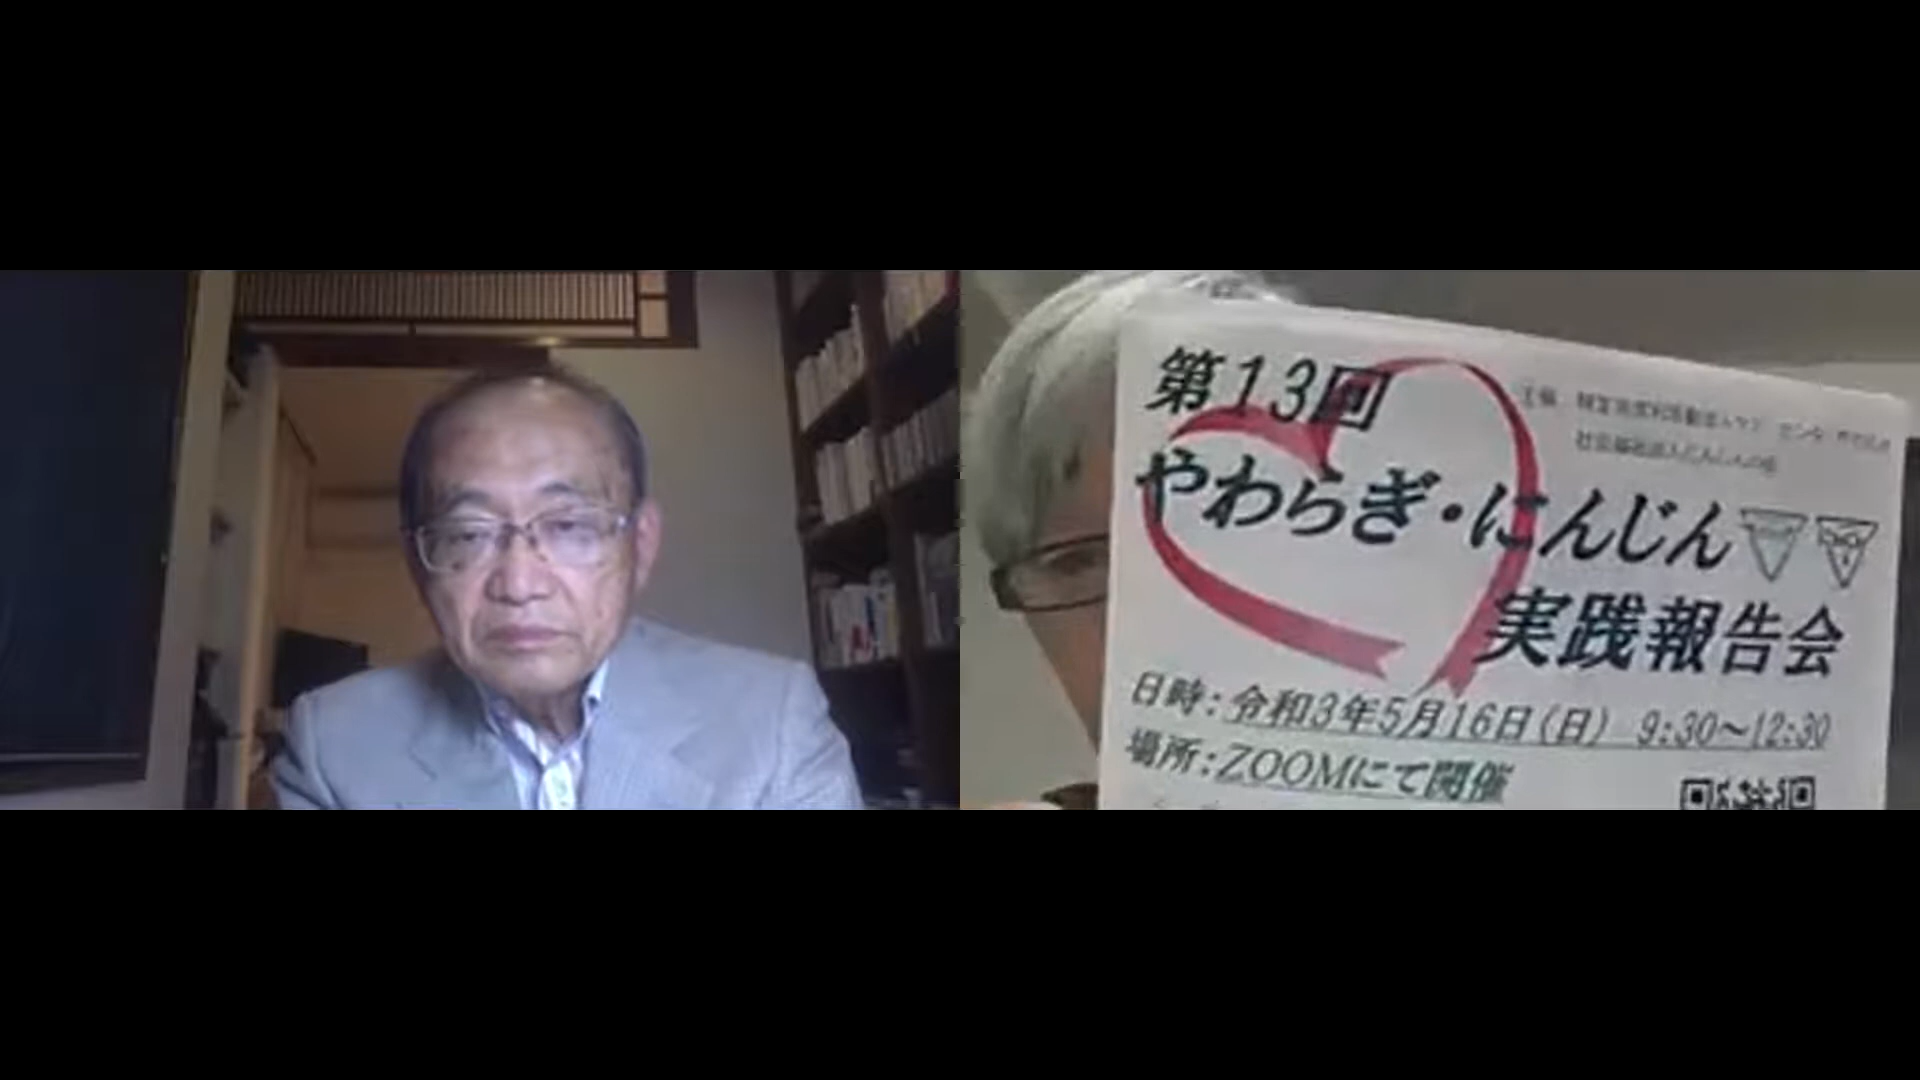 第13回
やわらぎ・にんじん
実践報告会
日時：令和3年5月16日（日） 9:30～12:30
場所：ZOOMにて開催